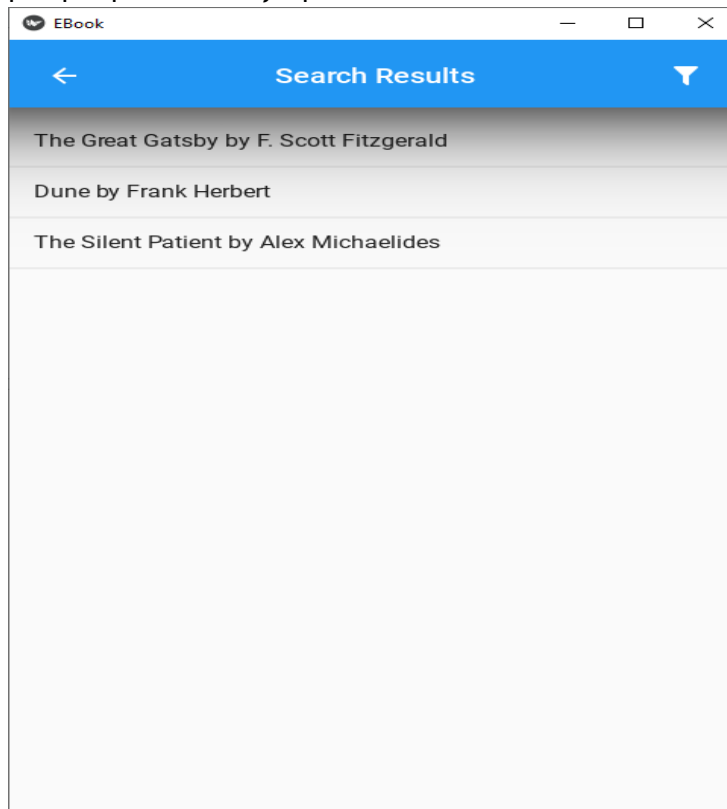 EBook
Search Results
The Great Gatsby by F. Scott Fitzgerald
Dune by Frank Herbert
The Silent Patient by Alex Michaelides